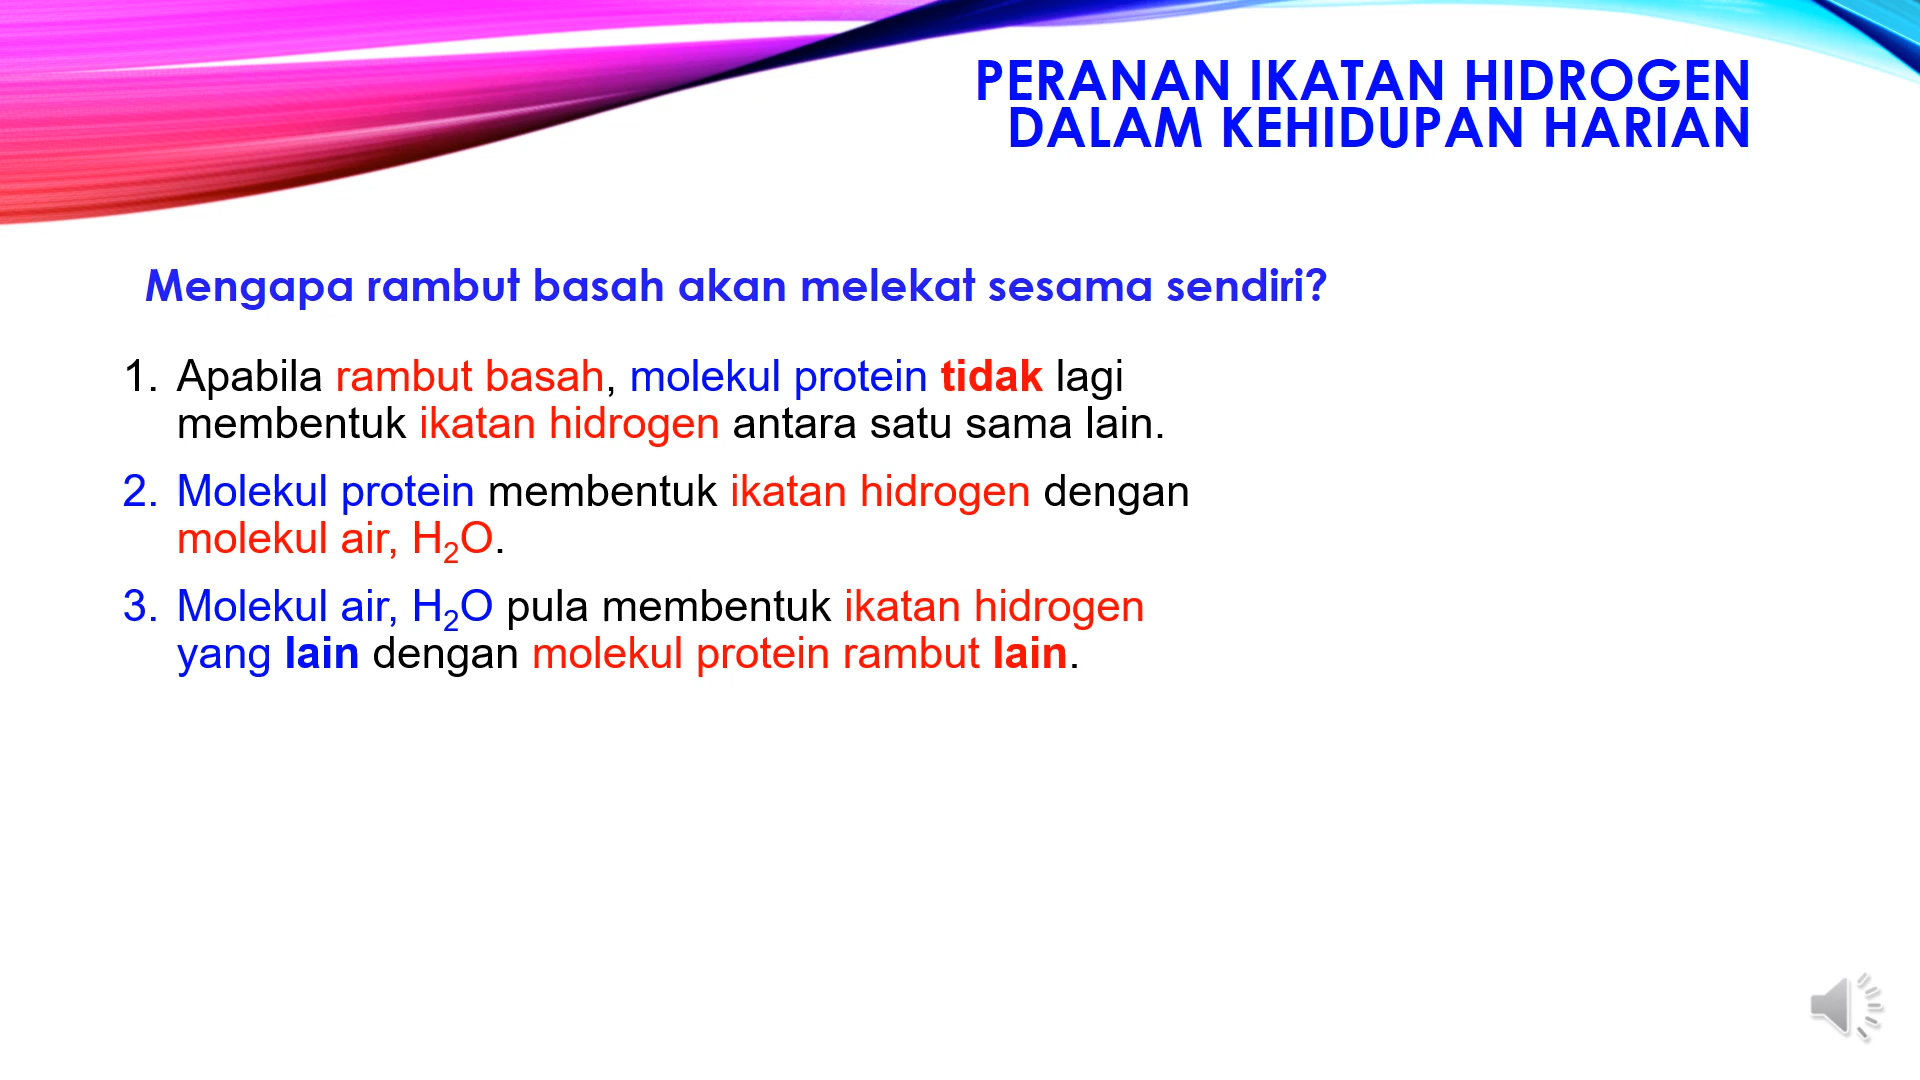 PERANAN IKATAN HIDROGEN
DALAM KEHIDUPAN HARIAN
Mengapa rambut basah akan melekat sesama sendiri?
1. Apabila rambut basah, molekul protein tidak lagi
membentuk ikatan hidrogen antara satu sama lain.
2. Molekul protein membentuk ikatan hidrogen dengan
molekul air, H₂O.
3. Molekul air, H₂O pula membentuk ikatan hidrogen
yang lain dengan molekul protein rambut lain.